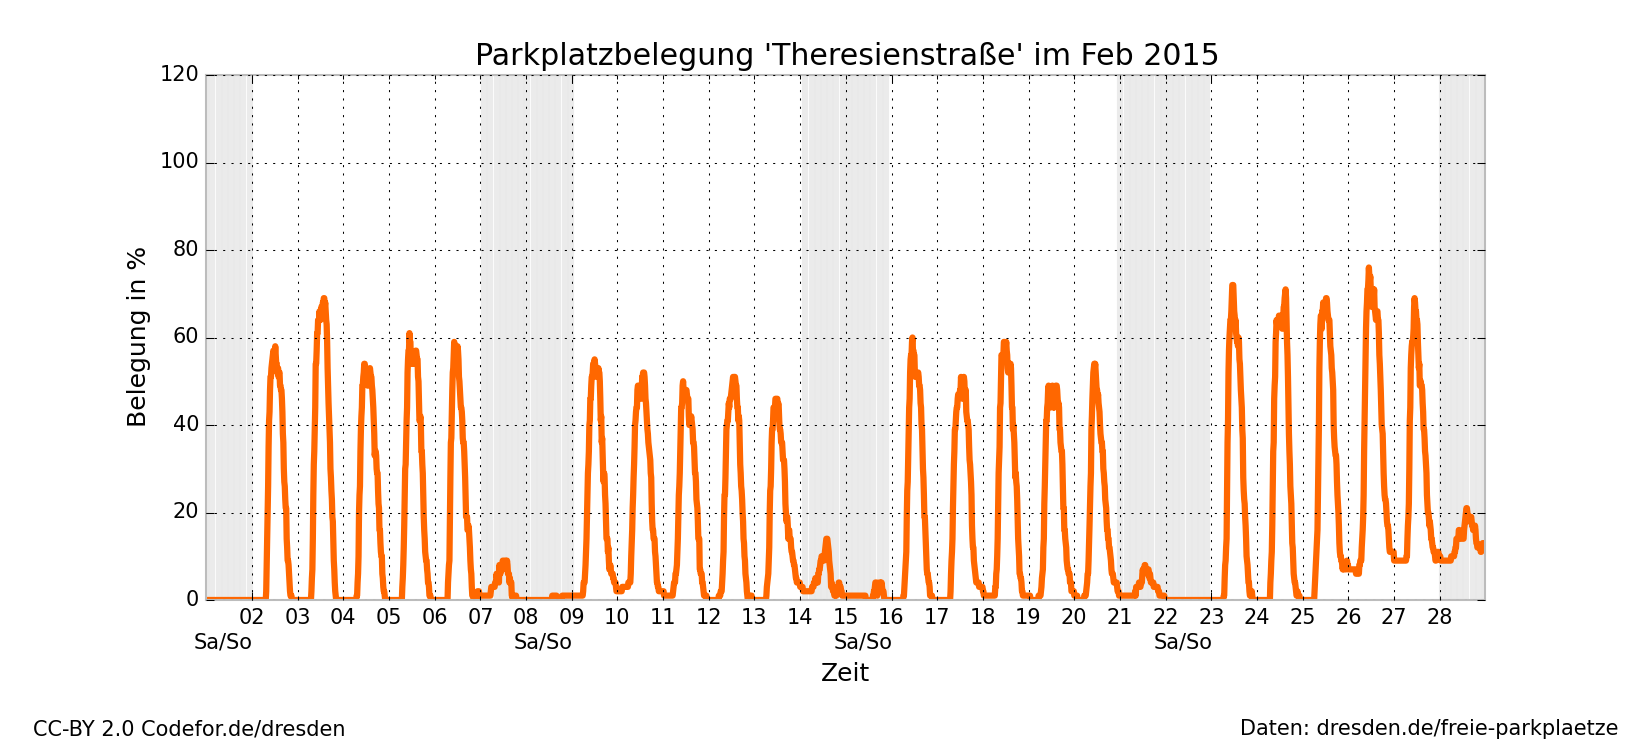 Parkplatzbelegung 'Theresienstraße' im Feb 2015
120
100
80
60
40
20
0
Belegung in %
02 03 04 05 06 07 08 09 10 11 12 13 14 15 16 17 18 19 20 21 22 23 24 25 26 27 28
Sa/So Sa/So Sa/So Sa/So
Zeit
CC-BY 2.0 Codefor.de/dresden
Daten: dresden.de/freie-parkplaetze